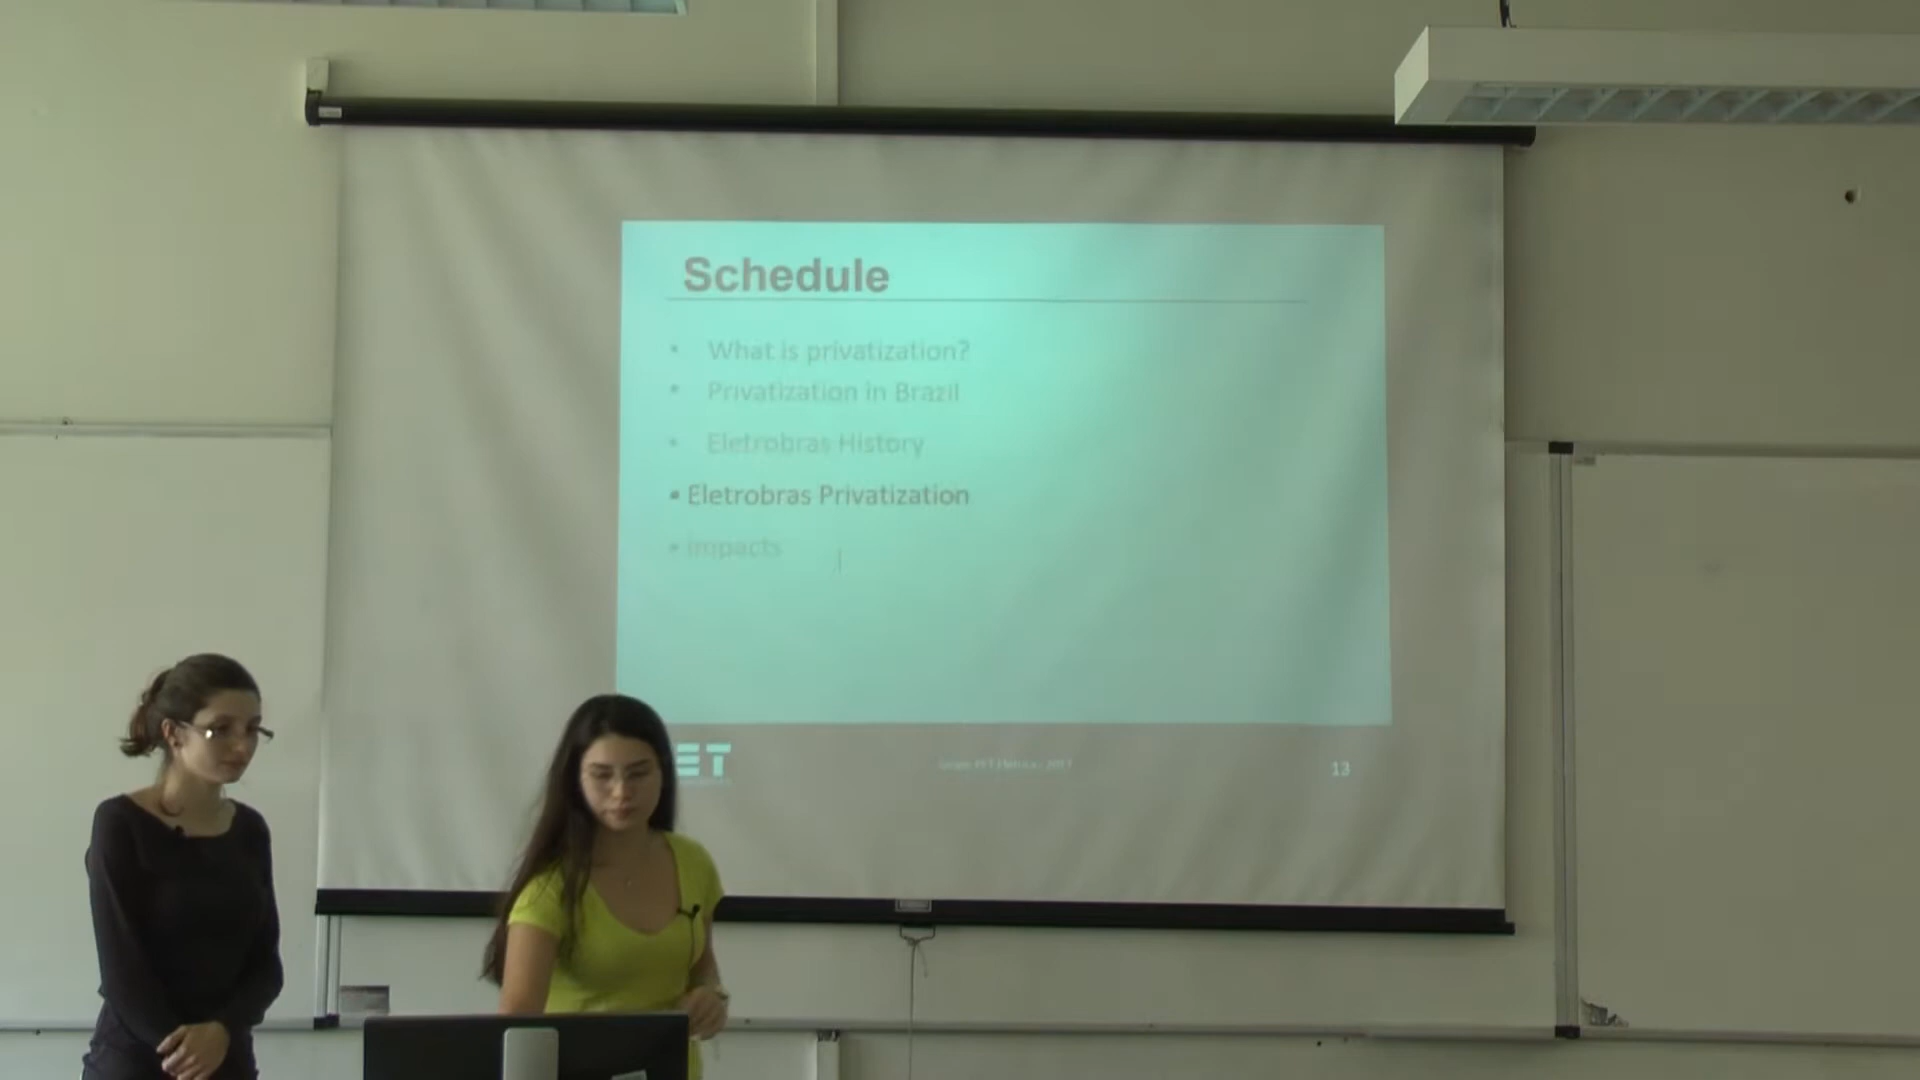 Schedule
• What is privatization?
• Privatization in Brazil
• Eletrobras History
• Eletrobras Privatization
• impacts
ET
13